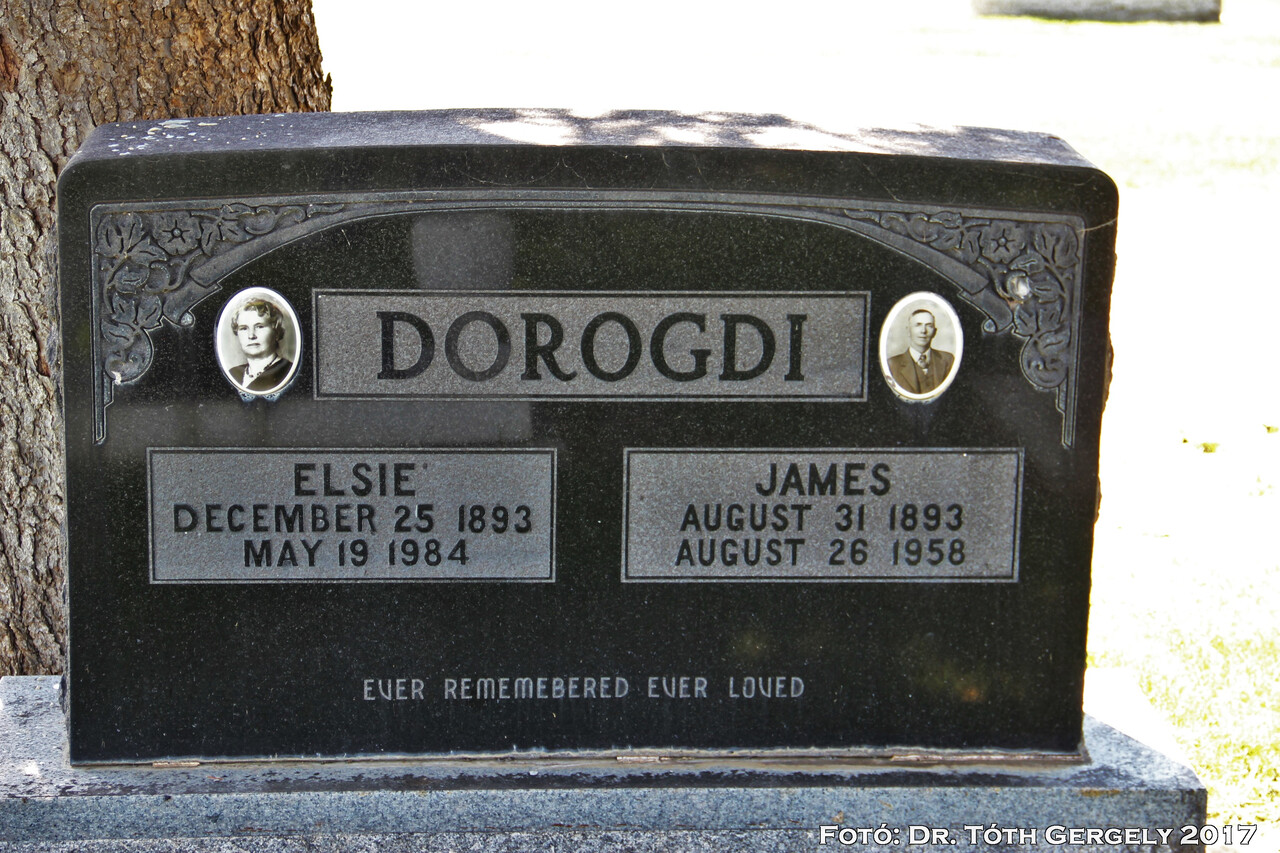 DOROGDI
ELSIE
DECEMBER 25 1893
MAY 19 1984
JAMES
AUGUST 31 1893
AUGUST 26 1958
EVER REMEMEBERED EVER LOVED
FOTÓ: DR. TÓTH GERGELY 2017